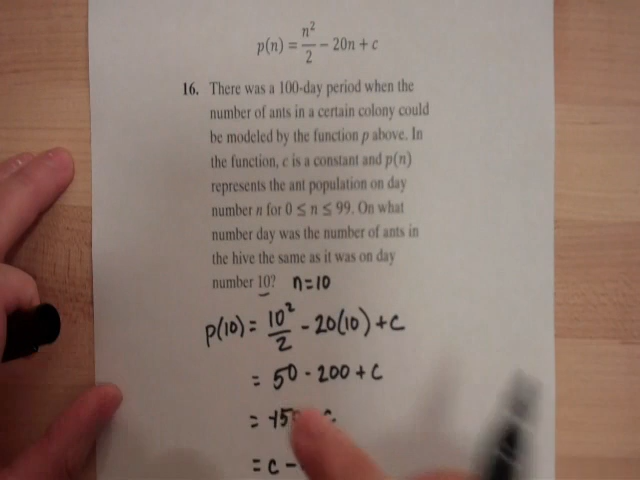 p(n) = n²/2 − 20n + c
16. There was a 100-day period when the
number of ants in a certain colony could
be modeled by the function p above. In
the function, c is a constant and p(n)
represents the ant population on day
number n for 0 ≤ n ≤ 99. On what
number day was the number of ants in
the hive the same as it was on day
number 10? n=10
p(10) = 10²/2 - 20(10) + c
= 50 - 200 + c
= -15
= c -